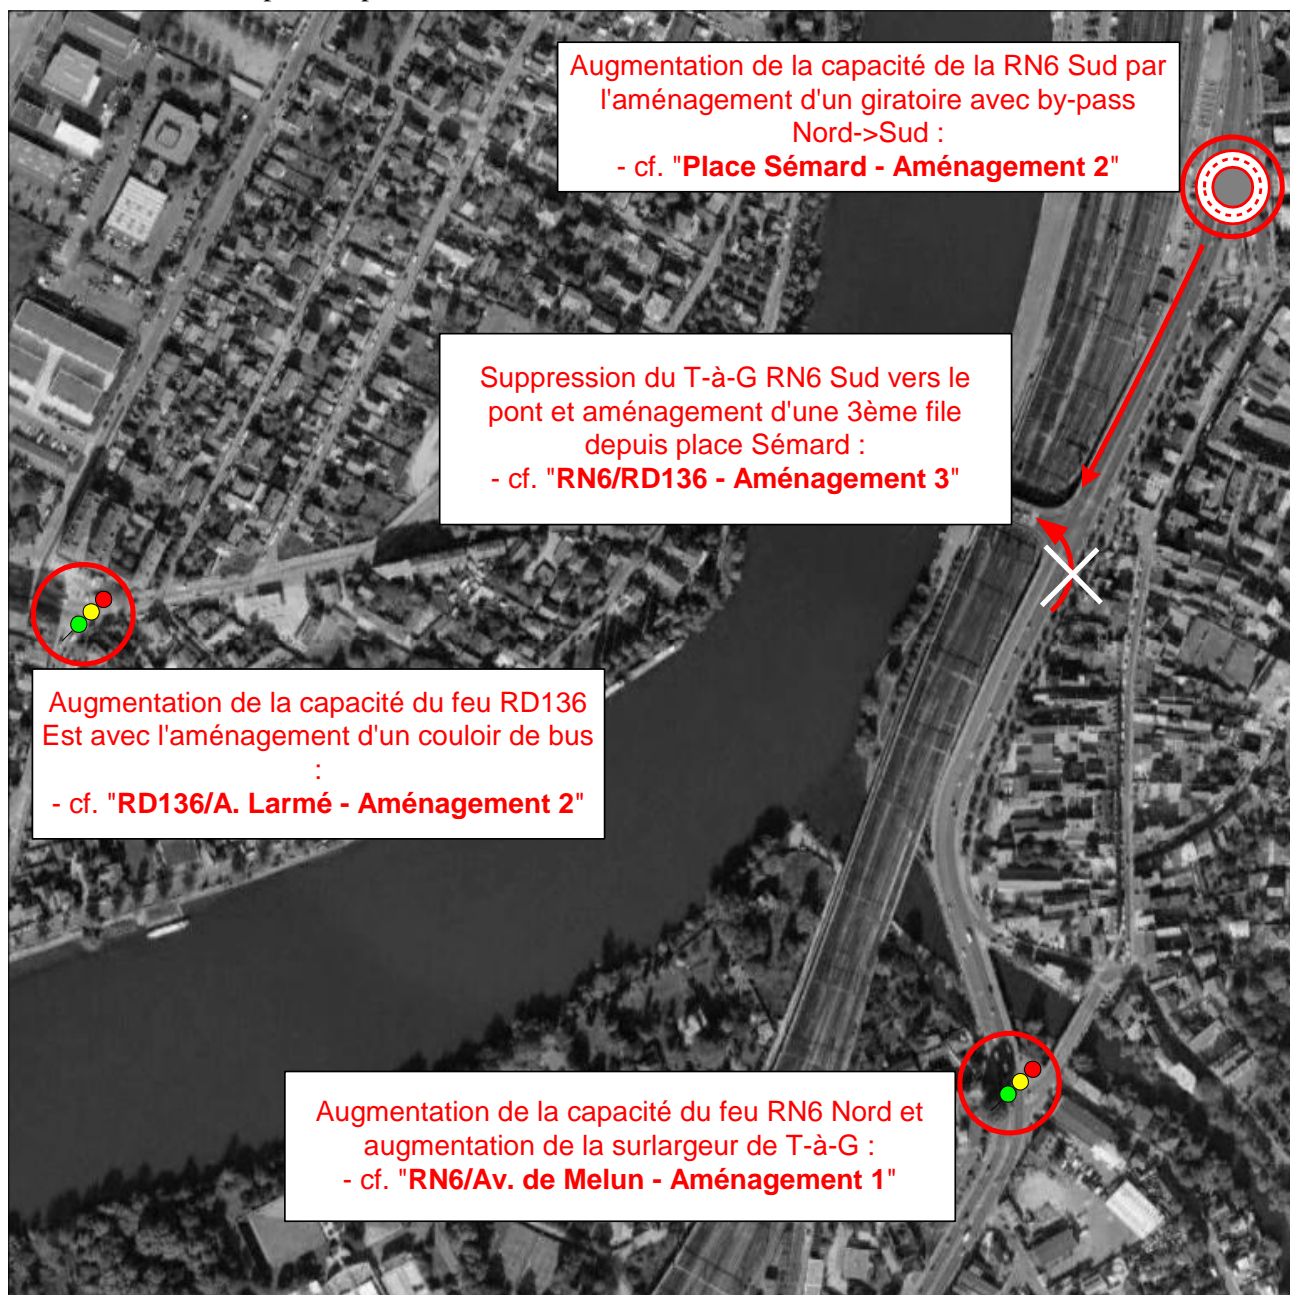 Augmentation de la capacité de la RN6 Sud par
l'aménagement d'un giratoire avec by-pass
Nord->Sud :
- cf. "Place Sémard - Aménagement 2"
Suppression du T-à-G RN6 Sud vers le
pont et aménagement d'une 3ème file
depuis place Sémard :
- cf. "RN6/RD136 - Aménagement 3"
Augmentation de la capacité du feu RD136
Est avec l'aménagement d'un couloir de bus
:
- cf. "RD136/A. Larmé - Aménagement 2"
Augmentation de la capacité du feu RN6 Nord et
augmentation de la surlargeur de T-à-G :
- cf. "RN6/Av. de Melun - Aménagement 1"